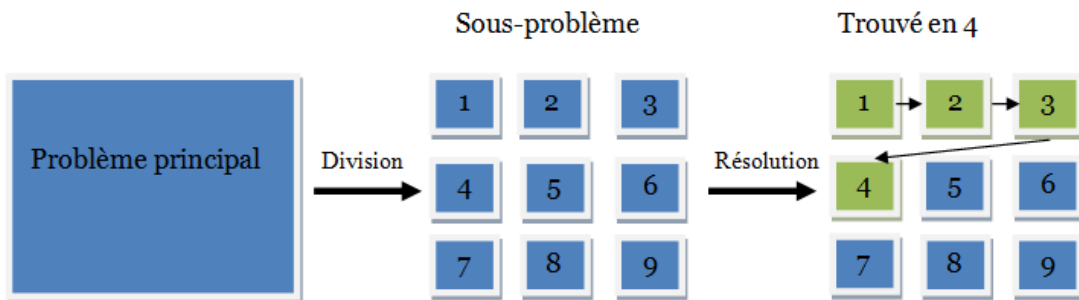 Sous-problème
Trouvé en 4
Problème principal
Division
1 2 3
4 5 6
7 8 9
Résolution
1 2 3
4 5 6
7 8 9